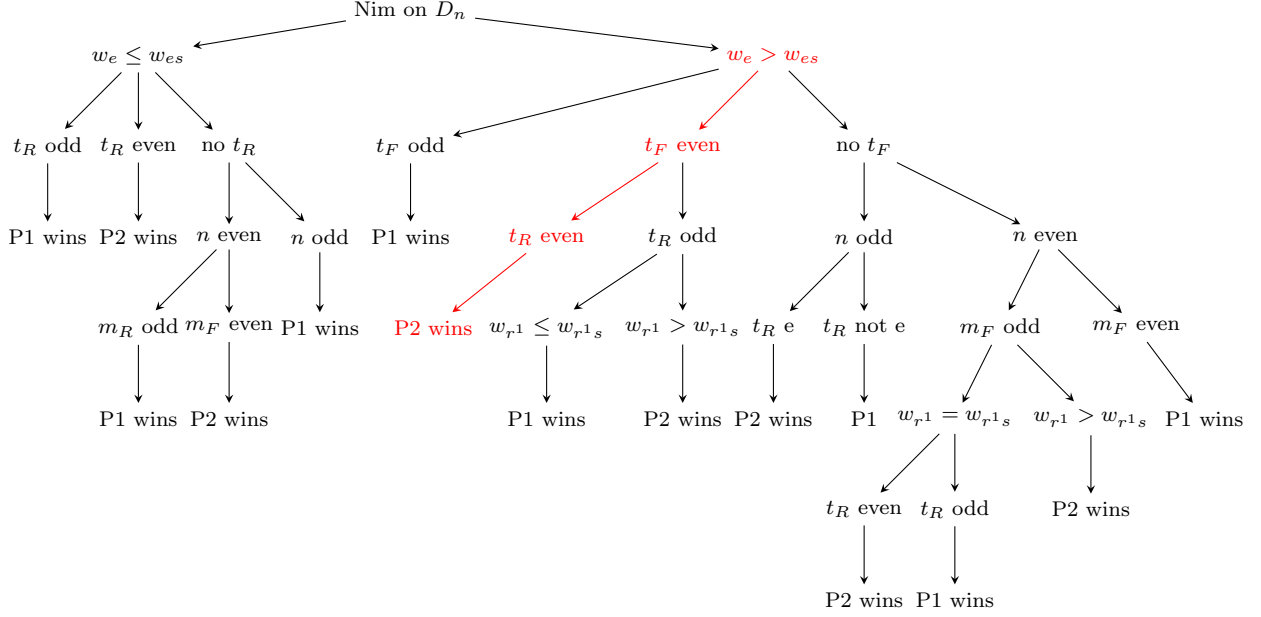 Nim on $D_n$
$w_e \leq w_{es}$ $w_e > w_{es}$
$t_R$ odd $t_R$ even no $t_R$ $t_F$ odd $t_F$ even no $t_F$
P1 wins P2 wins $n$ even $n$ odd P1 wins $t_R$ even $t_R$ odd $n$ odd $n$ even
$m_R$ odd $m_F$ even P1 wins P2 wins $w_{r^1} \leq w_{r^1 s}$ $w_{r^1} > w_{r^1 s}$ $t_R$ e $t_R$ not e $m_F$ odd $m_F$ even
P1 wins P2 wins P1 wins P2 wins P2 wins P1 $w_{r^1} = w_{r^1 s}$ $w_{r^1} > w_{r^1 s}$ P1 wins
$t_R$ even $t_R$ odd P2 wins
P2 wins P1 wins